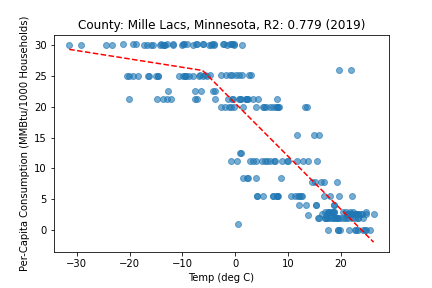 County: Mille Lacs, Minnesota, R2: 0.779 (2019)
Per-Capita Consumption (MMBtu/1000 Households)
30
25
20
15
10
5
0
−30 −20 −10 0 10 20
Temp (deg C)